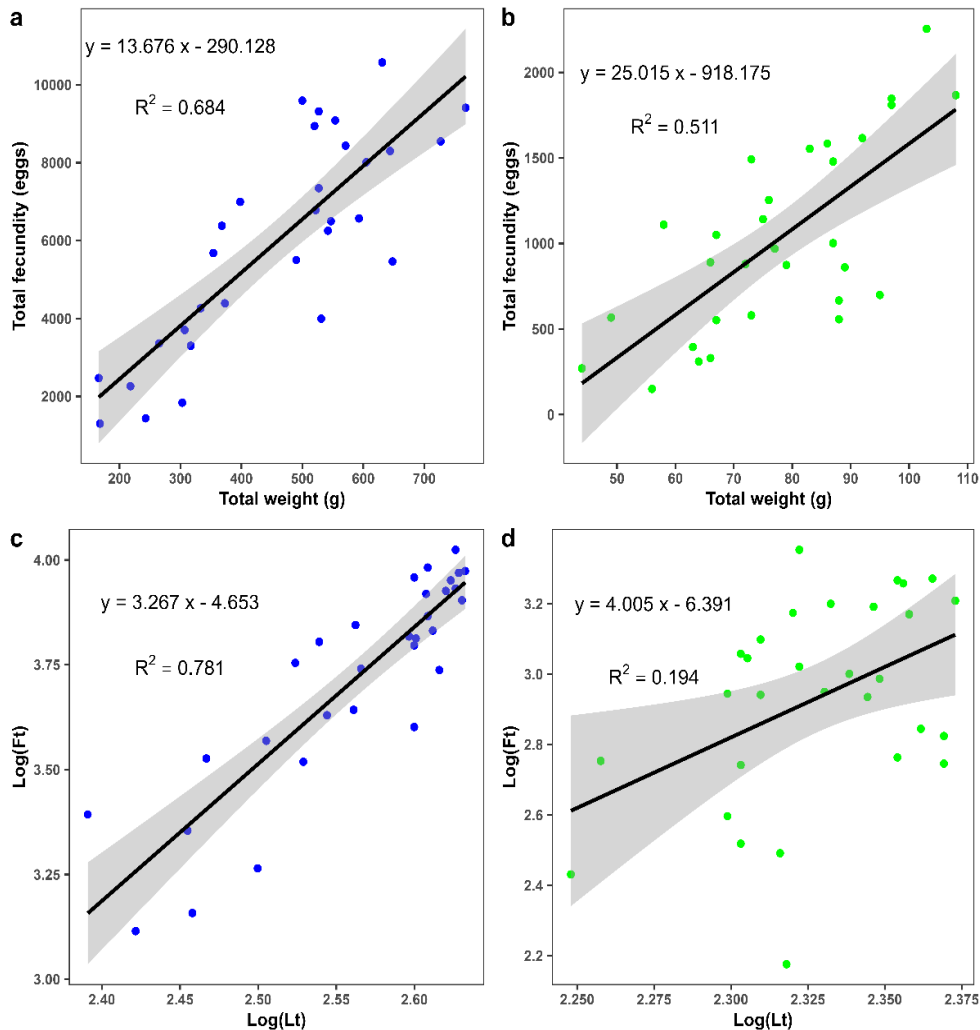 a
y = 13.676 x - 290.128
R² = 0.684
Total fecundity (eggs)
10000
8000
6000
4000
2000
200 300 400 500 600 700
Total weight (g)
b
y = 25.015 x - 918.175
R² = 0.511
Total fecundity (eggs)
2000
1500
1000
500
0
50 60 70 80 90 100 110
Total weight (g)
c
y = 3.267 x - 4.653
R² = 0.781
Log(Ft)
4.00
3.75
3.50
3.25
3.00
2.40 2.45 2.50 2.55 2.60
Log(Lt)
d
y = 4.005 x - 6.391
R² = 0.194
Log(Ft)
3.2
3.0
2.8
2.6
2.4
2.2
2.250 2.275 2.300 2.325 2.350 2.375
Log(Lt)